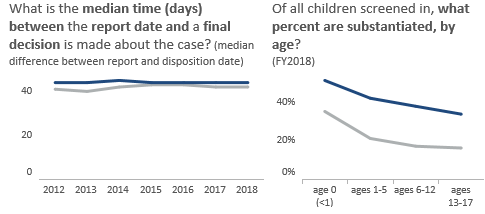 What is the median time (days)
between the report date and a final
decision is made about the case? (median
difference between report and disposition date)
40
20
0
2012 2013 2014 2015 2016 2017 2018
Of all children screened in, what
percent are substantiated, by
age?
(FY2018)
40%
20%
0%
age 0 ages 1-5 ages 6-12 ages
(<1) 13-17